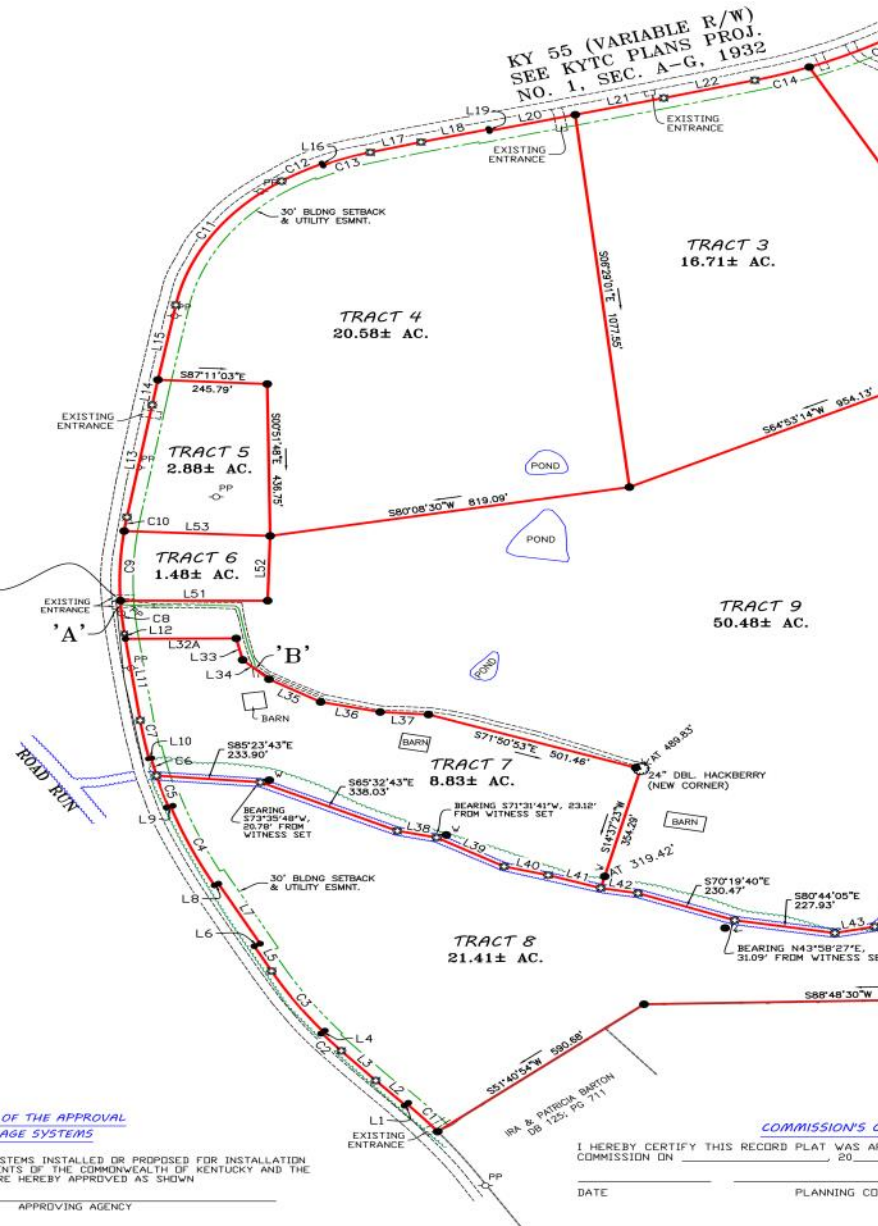 KY 55 (VARIABLE R/W)
SEE KYTC PLANS PROJ.
NO. 1, SEC. A-G, 1932
L19
L20
L21
L22
C14
EXISTING
ENTRANCE
EXISTING
ENTRANCE
L16
C12
C13
L17
L18
PP
30' BLDNG SETBACK
& UTILITY ESMNT.
C11
TRACT 3
16.71± AC.
S06°29'01"E 1077.55'
TRACT 4
20.58± AC.
PP
L15
S87°11'03"E
245.79'
L14
EXISTING
ENTRANCE
S00°51'48"E 436.75'
S64°53'14"W 954.13'
TRACT 5
2.88± AC.
L13
PP
PP
POND
S80°08'30"W 819.09'
C10
L53
POND
C9
TRACT 6
1.48± AC.
L52
EXISTING
ENTRANCE
L51
TRACT 9
50.48± AC.
PP
C8
'A'
L12
L32A
L33
'B'
L34
PP
L11
POND
L35
BARN
L36
L37
C7
L10
C6
S85°23'43"E
233.90'
BARN
S71°50'53"E 501.46'
AT 489.83'
24" DBL. HACKBERRY
(NEW CORNER)
ROAD RUN
TRACT 7
8.83± AC.
S65°32'43"E
338.03'
W
BEARING
S73°35'48"W,
20.78' FROM
WITNESS SET
BEARING S71°31'41"W, 23.12'
FROM WITNESS SET
S14°37'23"W
354.29'
BARN
C5
L9
L38
W
L39
AT 319.42'
C4
L40
L41
L42
S70°19'40"E
230.47'
S80°44'05"E
227.93'
30' BLDNG SETBACK
& UTILITY ESMNT.
L8
L7
L43
L6
TRACT 8
21.41± AC.
BEARING N43°58'27"E,
31.09' FROM WITNESS SE
L5
S88°48'30"W
C3
L4
C2
L3
S51°40'54"W 590.68'
L2
L1
C1
IRA & PATRICIA BARTON
DB 125; PG 711
EXISTING
ENTRANCE
PP
OF THE APPROVAL
AGE SYSTEMS
STEMS INSTALLED OR PROPOSED FOR INSTALLATION
ENTS OF THE COMMONWEALTH OF KENTUCKY AND THE
RE HEREBY APPROVED AS SHOWN
APPROVING AGENCY
COMMISSION'S C
I HEREBY CERTIFY THIS RECORD PLAT WAS AP
COMMISSION ON , 20
DATE PLANNING CO